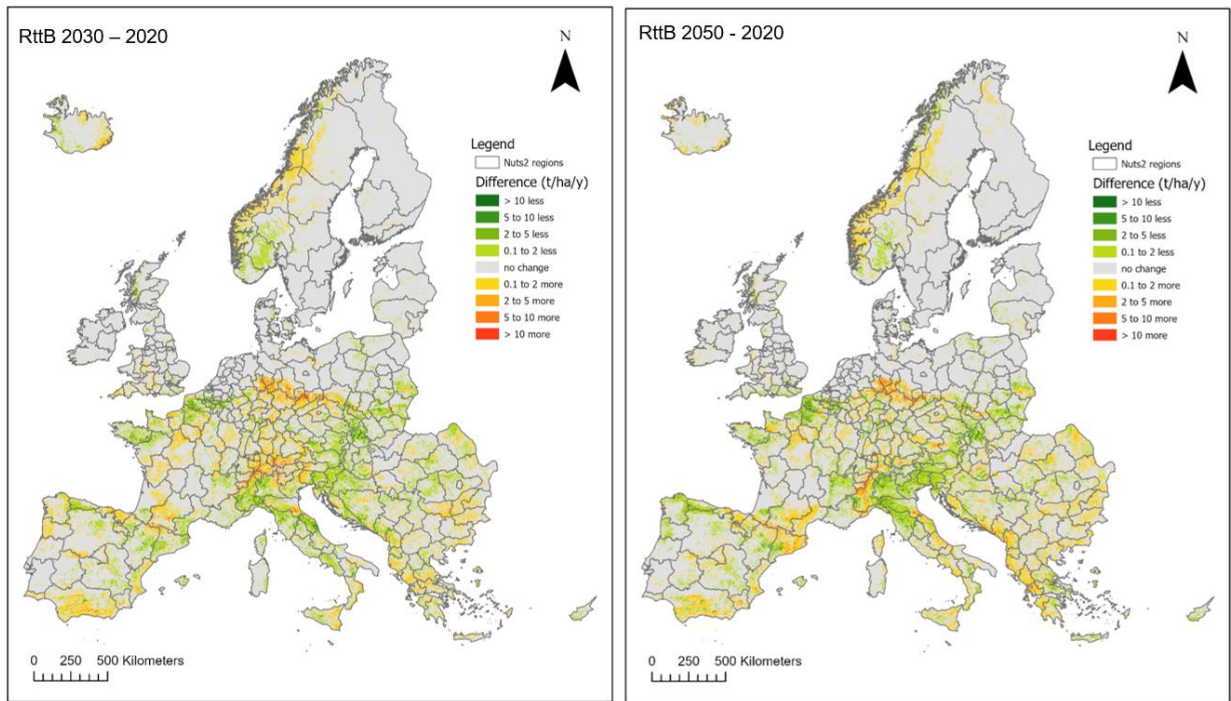 RttB 2030 – 2020
N
Legend
Nuts2 regions
Difference (t/ha/y)
> 10 less
5 to 10 less
2 to 5 less
0.1 to 2 less
no change
0.1 to 2 more
2 to 5 more
5 to 10 more
> 10 more
0 250 500 Kilometers
RttB 2050 - 2020
N
Legend
Nuts2 regions
Difference (t/ha/y)
> 10 less
5 to 10 less
2 to 5 less
0.1 to 2 less
no change
0.1 to 2 more
2 to 5 more
5 to 10 more
> 10 more
0 250 500 Kilometers